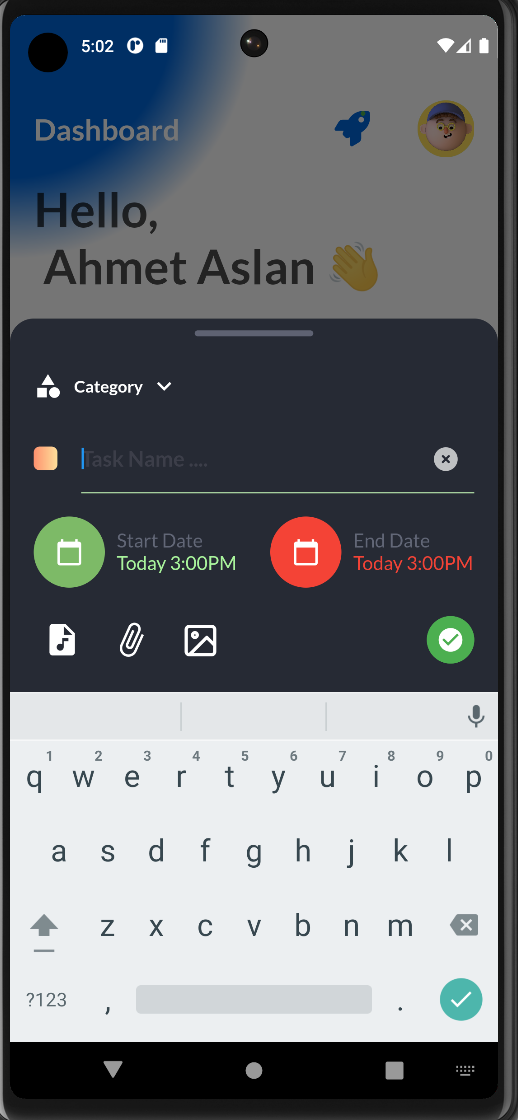 5:02
Dashboard
Hello,
Ahmet Aslan 👋
Category
Task Name ....
Start Date
Today 3:00PM
End Date
Today 3:00PM
1 2 3 4 5 6 7 8 9 0
q w e r t y u i o p
a s d f g h j k l
z x c v b n m
?123 , .